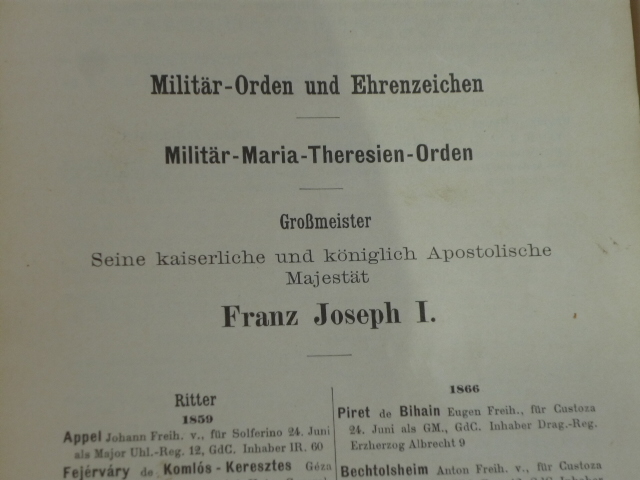 Militär-Orden und Ehrenzeichen
Militär-Maria-Theresien-Orden
Großmeister
Seine kaiserliche und königlich Apostolische
Majestät
Franz Joseph I.
Ritter
1859
Appel Johann Freih. v., für Solferino 24. Juni
als Major Uhl.-Reg. 12, GdC. Inhaber IR. 60
Fejérváry de Komlós-Keresztes Géza
1866
Piret de Bihain Eugen Freih., für Custoza
24. Juni als GM., GdC. Inhaber Drag.-Reg.
Erzherzog Albrecht 9
Bechtolsheim Anton Freih. v., für Custoza